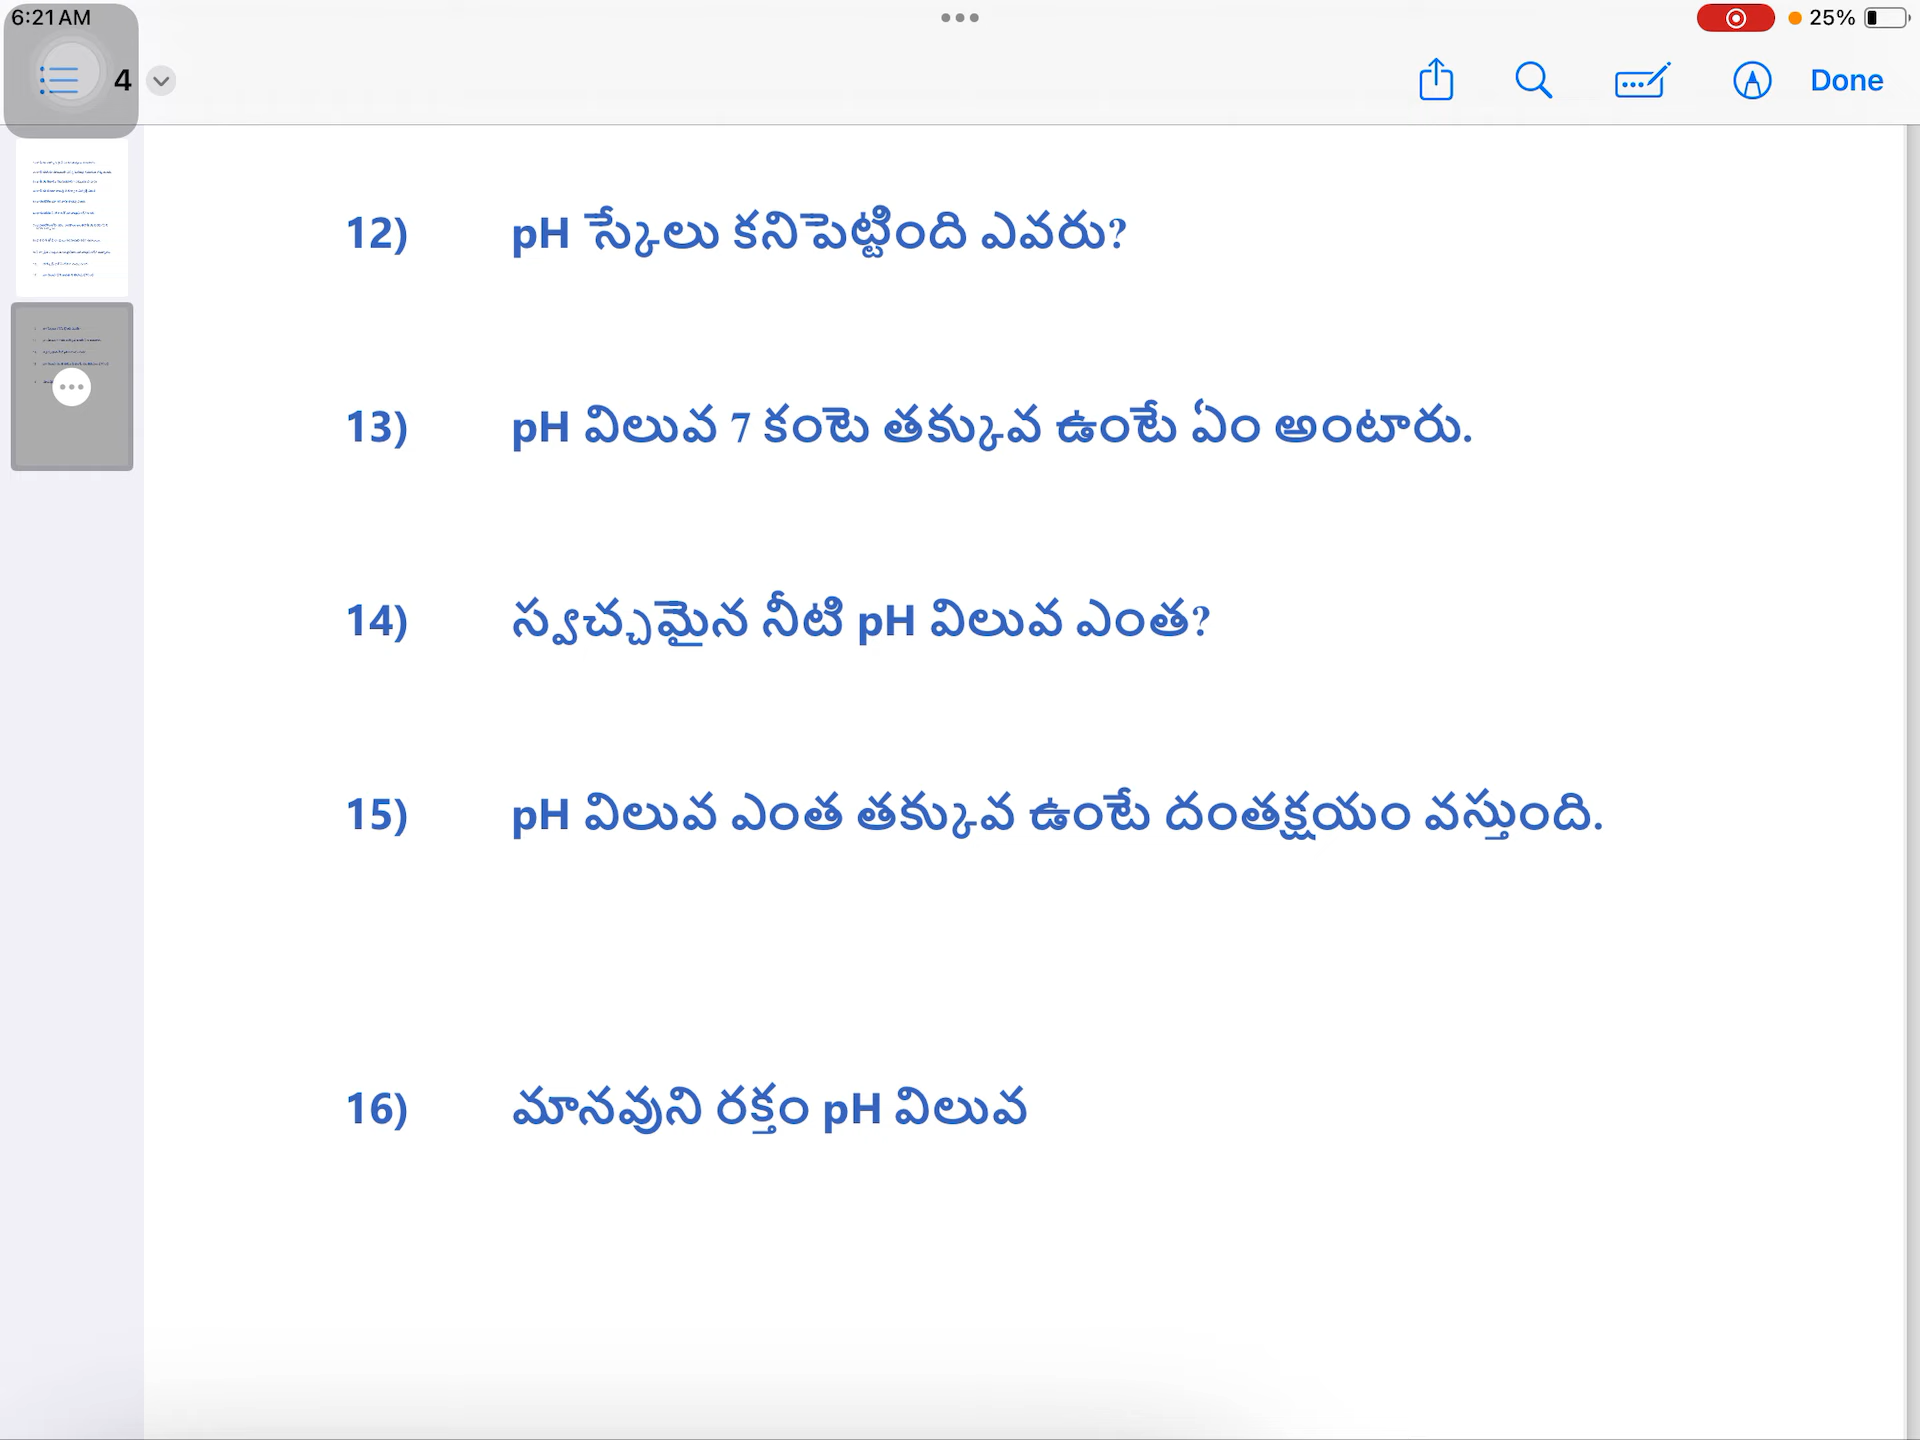 6:21 AM
25%
4
Done
12) pH స్కేలు కనిపెట్టింది ఎవరు?
13) pH విలువ 7 కంటె తక్కువ ఉంటే ఏం అంటారు.
14) స్వచ్చమైన నీటి pH విలువ ఎంత?
15) pH విలువ ఎంత తక్కువ ఉంటే దంతక్షయం వస్తుంది.
16) మానవుని రక్తం pH విలువ